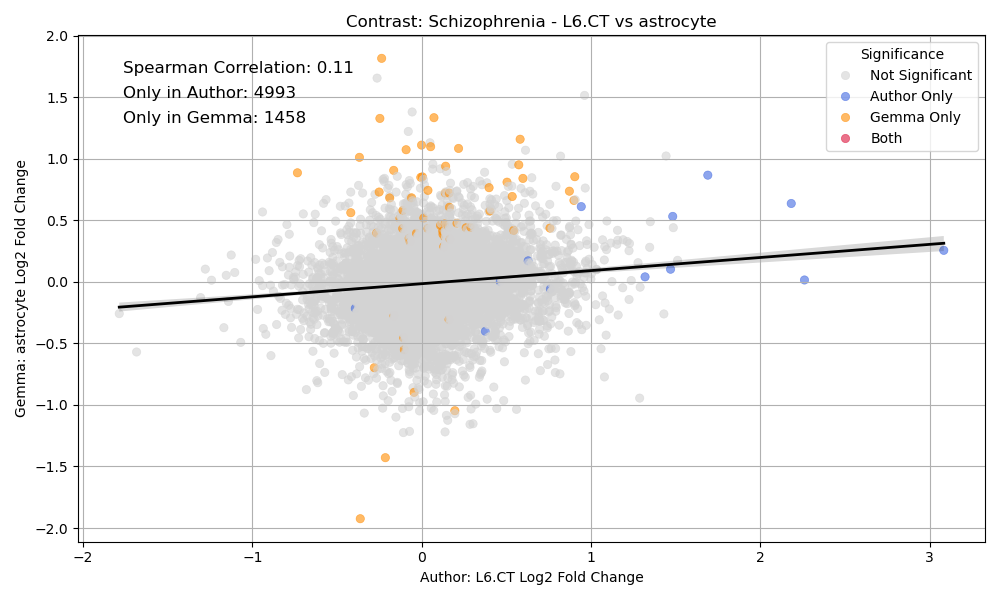 Contrast: Schizophrenia - L6.CT vs astrocyte
Spearman Correlation: 0.11
Only in Author: 4993
Only in Gemma: 1458
Significance
Not Significant
Author Only
Gemma Only
Both
Gemma: astrocyte Log2 Fold Change
2.0
1.5
1.0
0.5
0.0
−0.5
−1.0
−1.5
−2.0
−2
−1
0
1
2
3
Author: L6.CT Log2 Fold Change